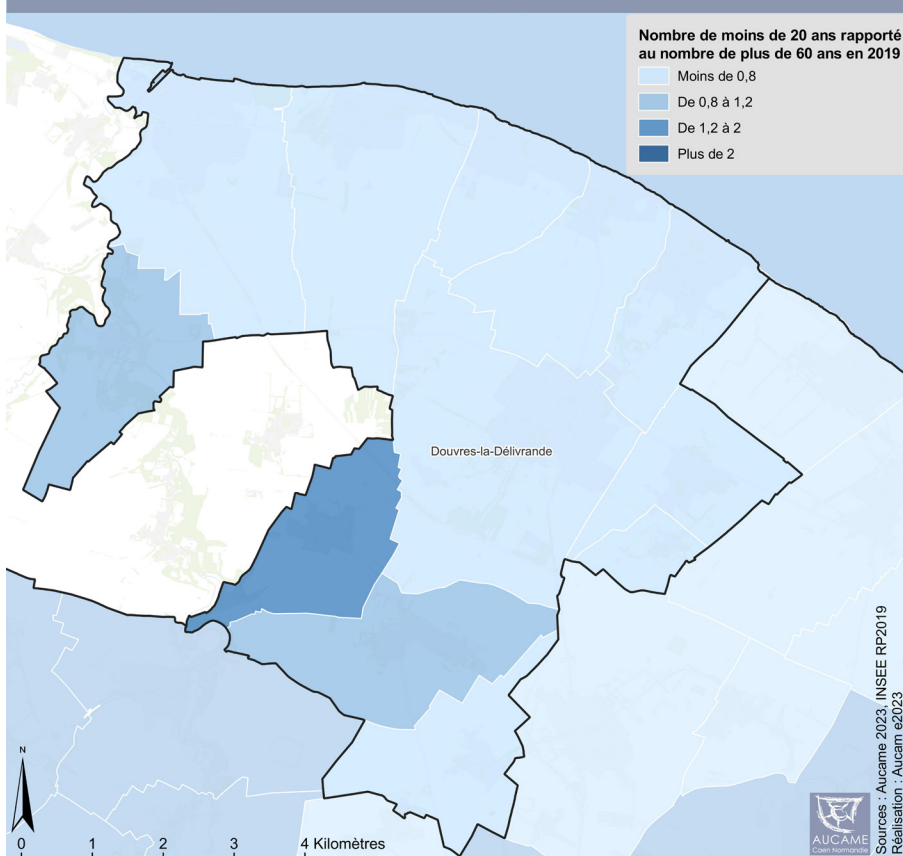 Nombre de moins de 20 ans rapporté
au nombre de plus de 60 ans en 2019
Moins de 0,8
De 0,8 à 1,2
De 1,2 à 2
Plus de 2
Douvres-la-Délivrande
N
0 1 2 3 4 Kilomètres
AUCAME
Caen Normandie
Sources : Aucame 2023, INSEE RP2019
Réalisation : Aucam e2023